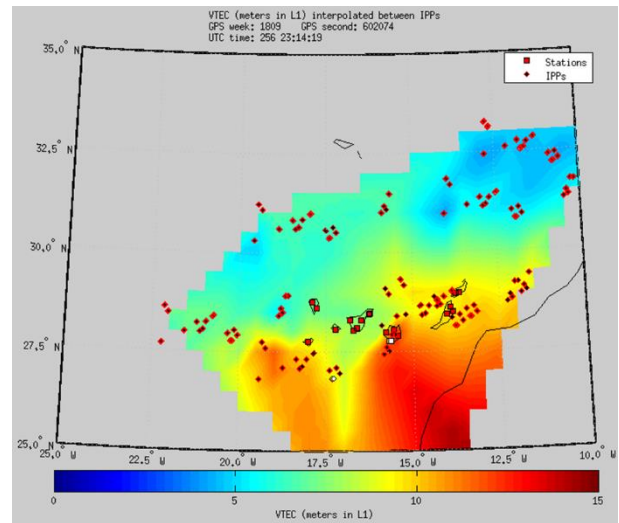 VTEC (meters in L1) interpolated between IPPs
GPS week: 1809 GPS second: 602074
UTC time: 256 23:14:19
35.0° N
Stations
IPPs
32.5° N
30.0° N
27.5° N
25.0° N
25.0° W
22.5° W
20.0° W
17.5° W
15.0° W
12.5° W
10.0° W
0 5 10 15
VTEC (meters in L1)